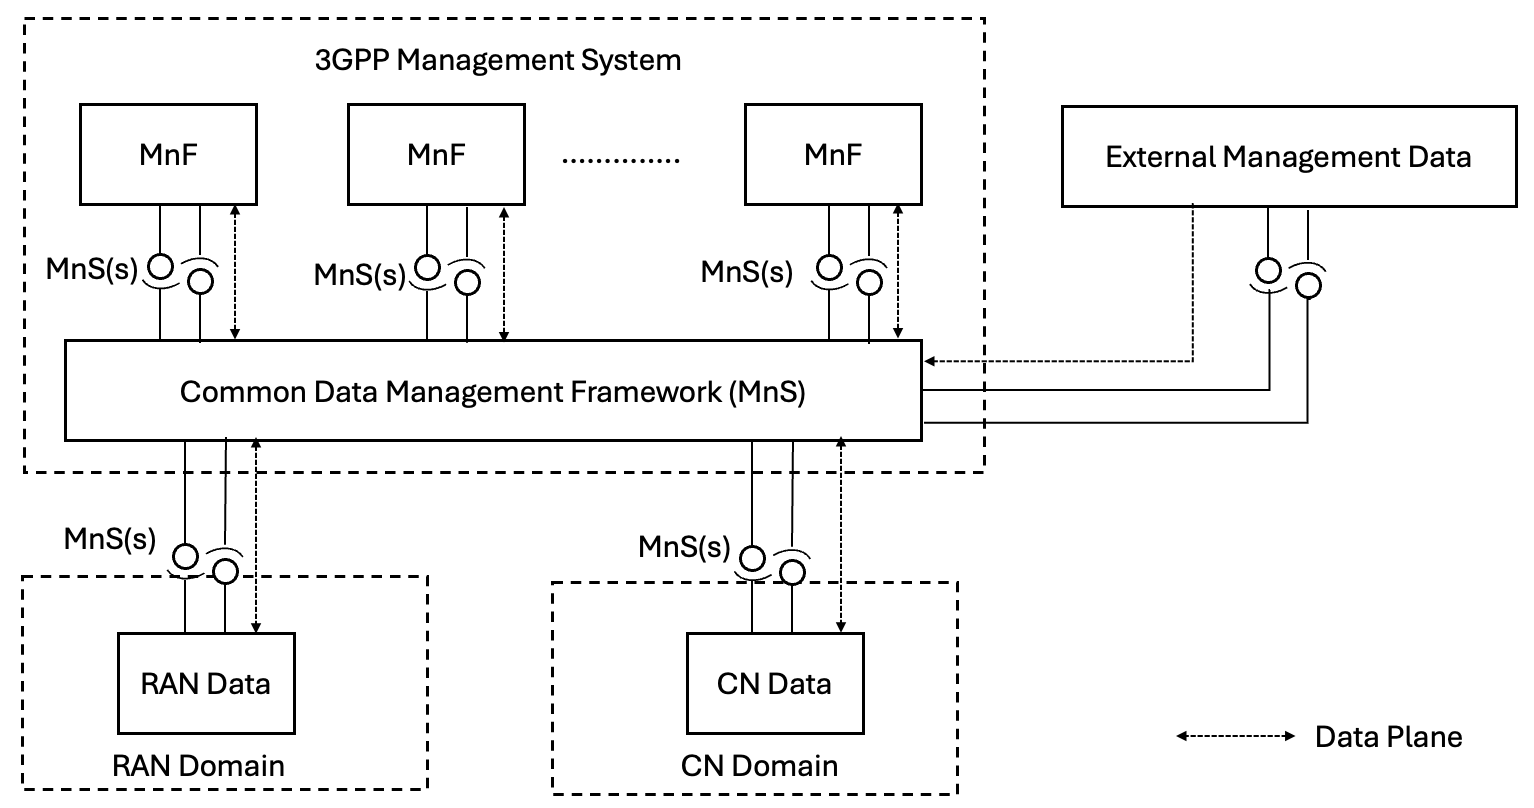 3GPP Management System
MnF
MnF
..............
MnF
External Management Data
MnS(s)
MnS(s)
MnS(s)
Common Data Management Framework (MnS)
MnS(s)
MnS(s)
RAN Data
CN Data
Data Plane
RAN Domain
CN Domain